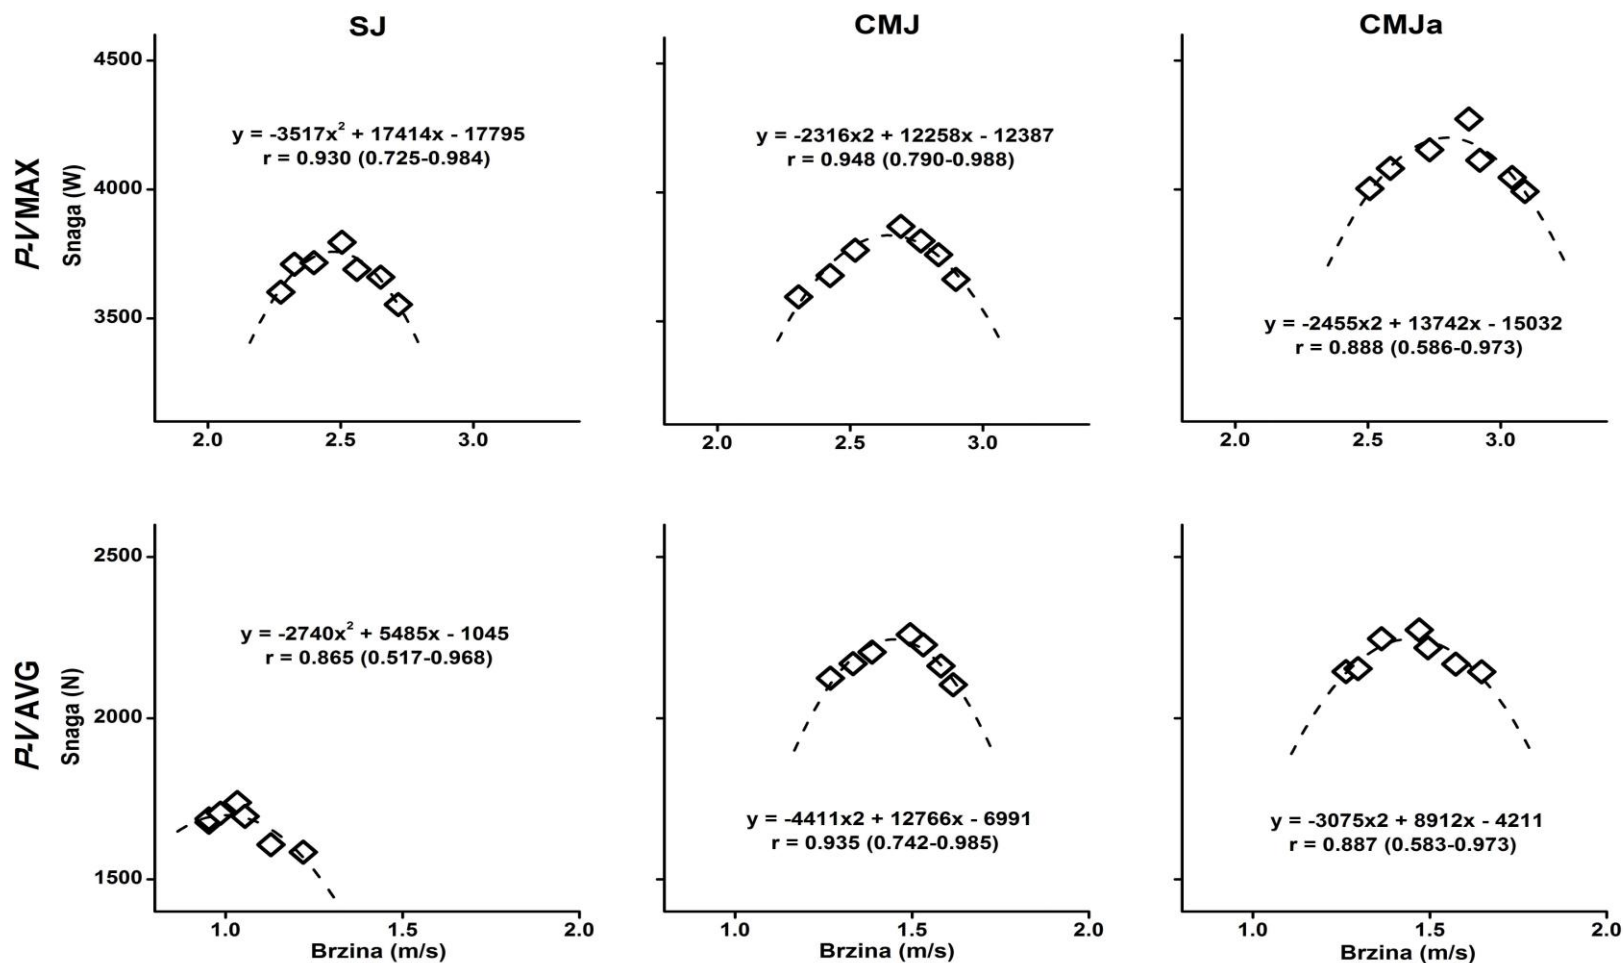 SJ
CMJ
CMJa
P-VMAX
Snaga (W)
4500
4000
3500
y = -3517x² + 17414x - 17795
r = 0.930 (0.725-0.984)
y = -2316x2 + 12258x - 12387
r = 0.948 (0.790-0.988)
y = -2455x2 + 13742x - 15032
r = 0.888 (0.586-0.973)
2.0 2.5 3.0
2.0 2.5 3.0
2.0 2.5 3.0
P-VAVG
Snaga (N)
2500
2000
1500
y = -2740x² + 5485x - 1045
r = 0.865 (0.517-0.968)
y = -4411x2 + 12766x - 6991
r = 0.935 (0.742-0.985)
y = -3075x2 + 8912x - 4211
r = 0.887 (0.583-0.973)
1.0 1.5 2.0
1.0 1.5 2.0
1.0 1.5 2.0
Brzina (m/s)
Brzina (m/s)
Brzina (m/s)